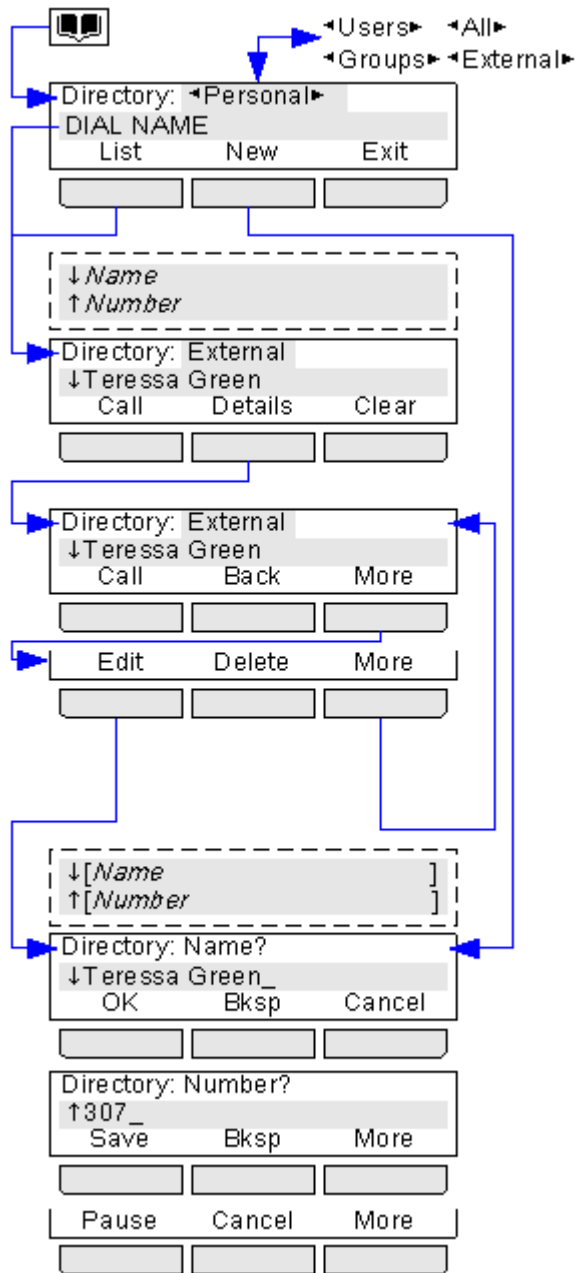 ◄Users► ◄All►
◄Groups► ◄External►
Directory: ◄Personal►
DIAL NAME
List New Exit
↓Name
↑Number
Directory: External
↓Teressa Green
Call Details Clear
Directory: External
↓Teressa Green
Call Back More
Edit Delete More
↓[Name ]
↑[Number ]
Directory: Name?
↓Teressa Green_
OK Bksp Cancel
Directory: Number?
↑307_
Save Bksp More
Pause Cancel More